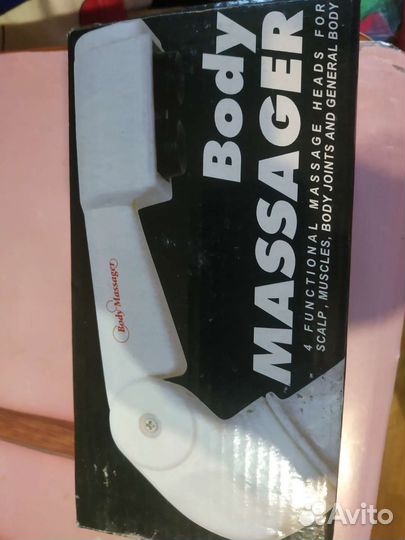 Body
MASSAGER
4 FUNCTIONAL MASSAGE HEADS FOR
SCALP, MUSCLES, BODY JOINTS AND GENERAL BODY
Body Massager
Avito